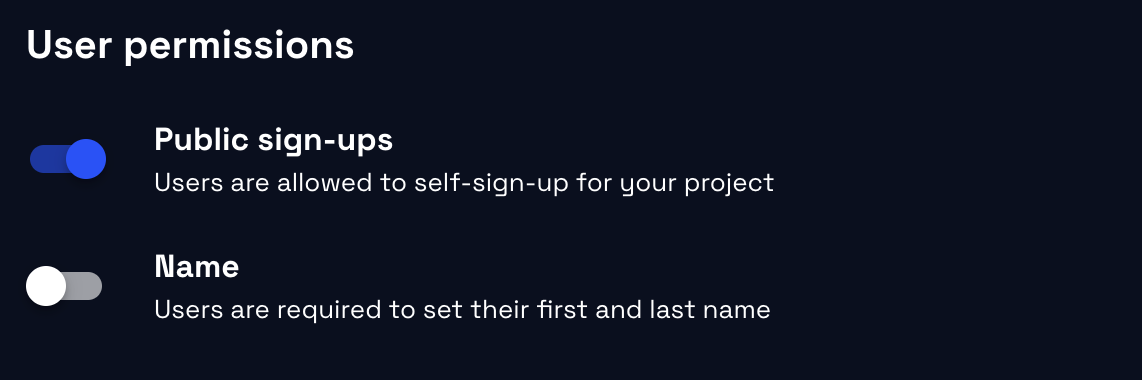 User permissions
Public sign-ups
Users are allowed to self-sign-up for your project
Name
Users are required to set their first and last name